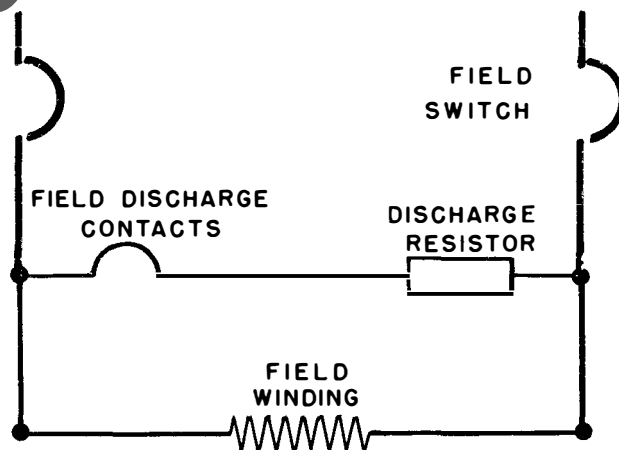 FIELD
SWITCH
FIELD DISCHARGE
CONTACTS
DISCHARGE
RESISTOR
FIELD
WINDING